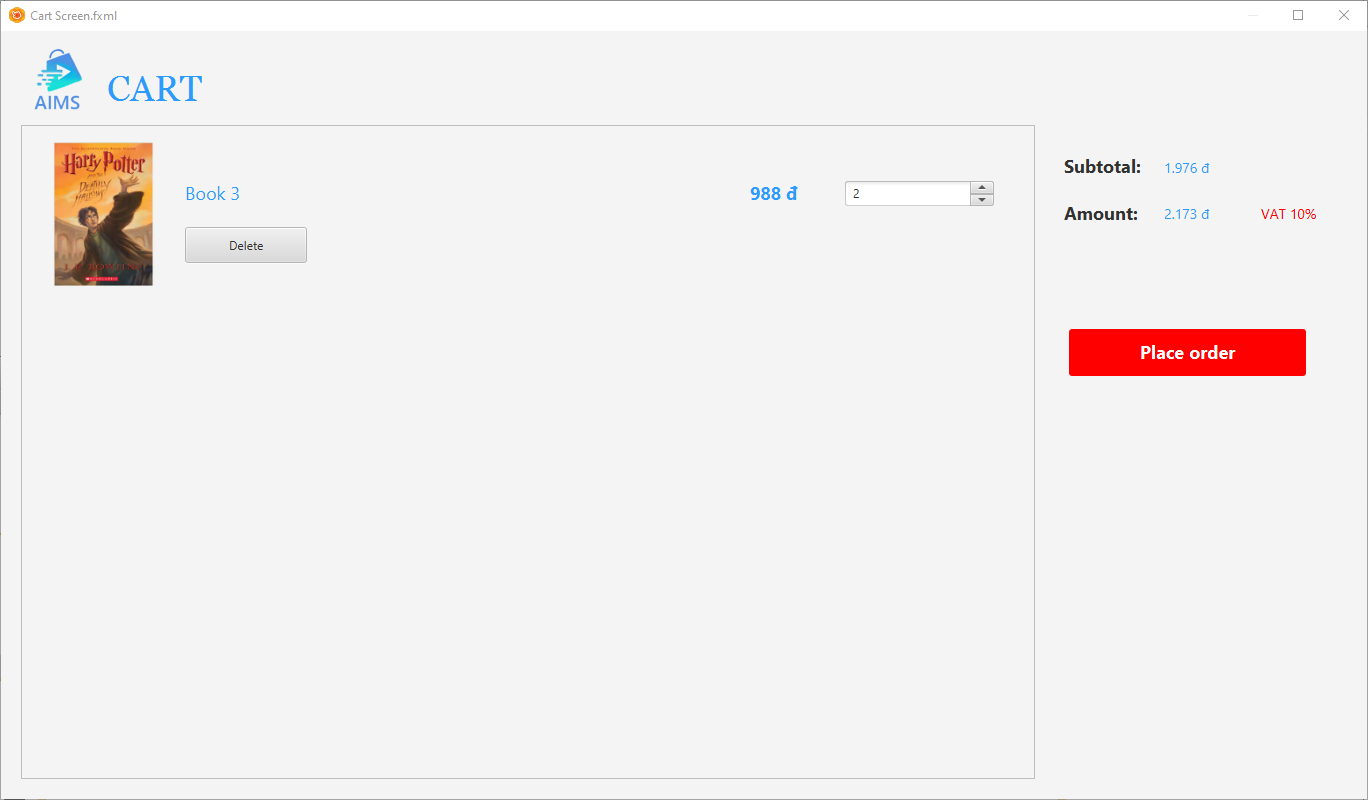 Cart Screen.fxml
AIMS
CART
Harry Potter
AND THE
DEATHLY
HALLOWS
Book 3
988 đ
2
Delete
SCHOLASTIC
Subtotal:
1.976 đ
Amount:
2.173 đ
VAT 10%
Place order